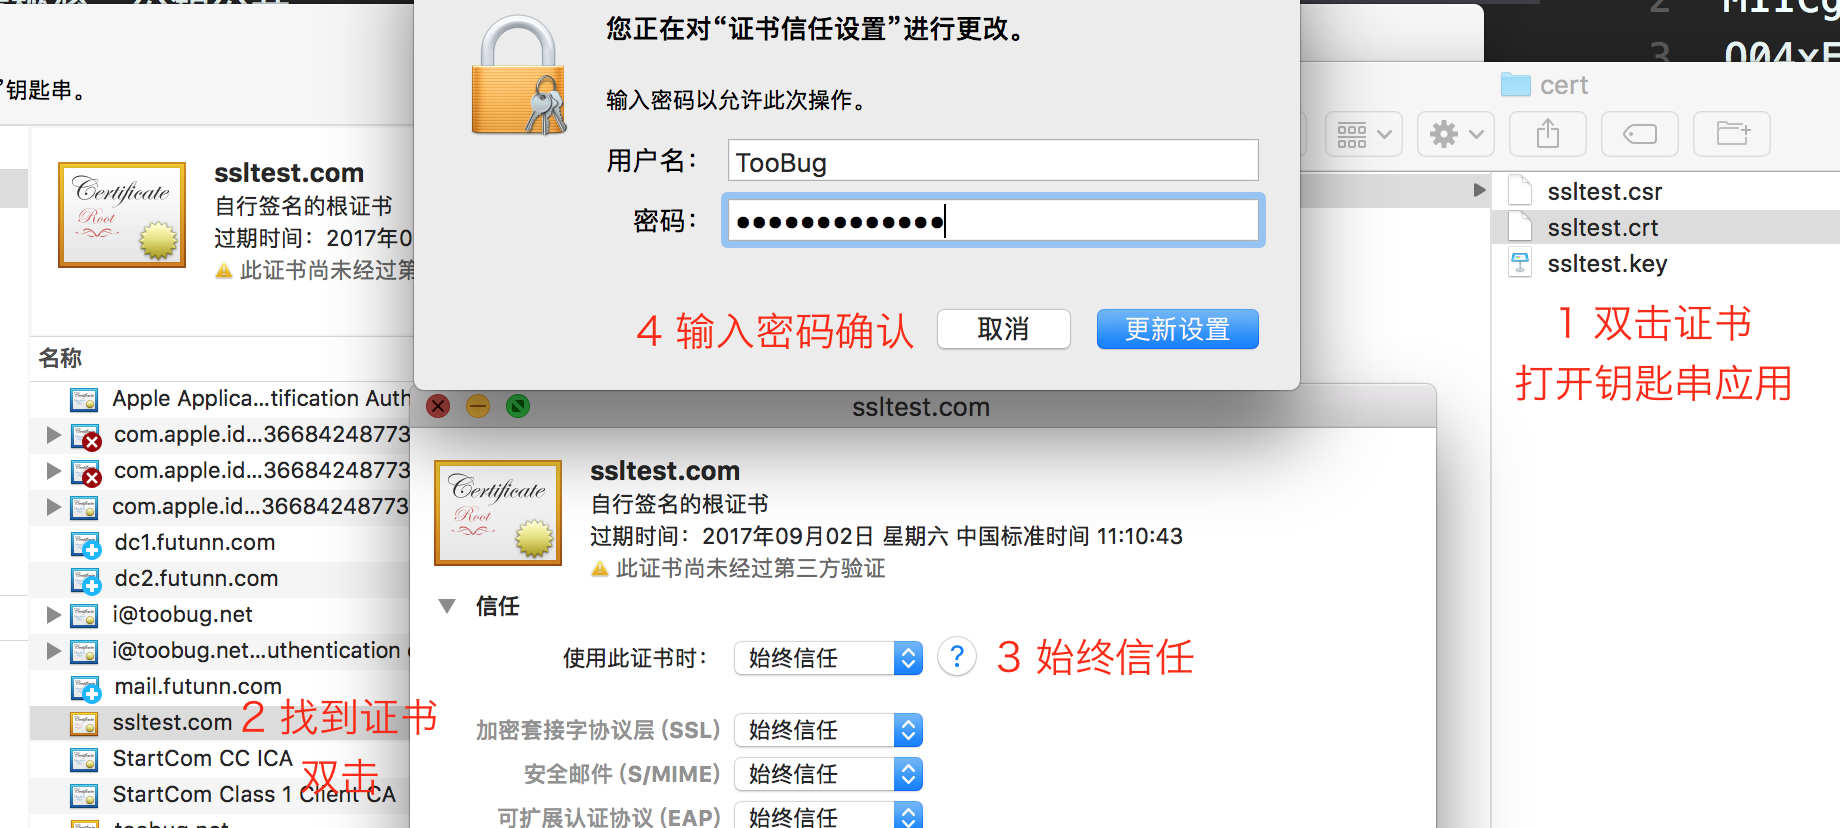 2
3
004xE
"钥匙串。
您正在对“证书信任设置”进行更改。
输入密码以允许此次操作。
用户名：
TooBug
密码：
●●●●●●●●●●●●●
4 输入密码确认
取消
更新设置
cert
ssltest.csr
ssltest.crt
ssltest.key
1 双击证书
打开钥匙串应用
Certificate
Root
ssltest.com
自行签名的根证书
过期时间：2017年0
此证书尚未经过第
名称
Apple Applica...tification Auth
com.apple.id...36684248773
com.apple.id...36684248773
com.apple.id...36684248773
dc1.futunn.com
dc2.futunn.com
i@toobug.net
i@toobug.net...uthentication
mail.futunn.com
ssltest.com
2 找到证书
双击
StartCom CC ICA
StartCom Class 1 Client CA
toobug.net
ssltest.com
Certificate
Root
ssltest.com
自行签名的根证书
过期时间：2017年09月02日 星期六 中国标准时间 11:10:43
此证书尚未经过第三方验证
信任
使用此证书时：
始终信任
?
3 始终信任
加密套接字协议层 (SSL)
始终信任
安全邮件 (S/MIME)
始终信任
可扩展认证协议 (EAP)
始终信任